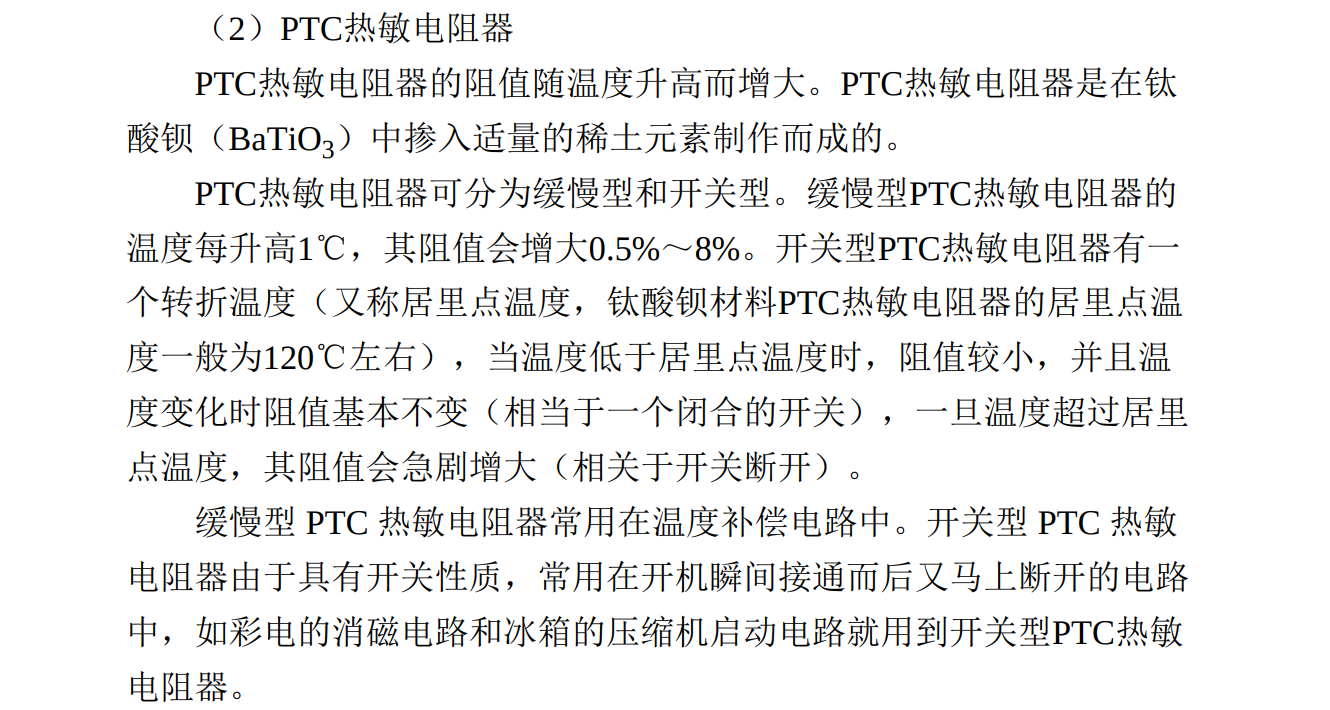 （2）PTC热敏电阻器
PTC热敏电阻器的阻值随温度升高而增大。PTC热敏电阻器是在钛
酸钡（BaTiO₃）中掺入适量的稀土元素制作而成的。
PTC热敏电阻器可分为缓慢型和开关型。缓慢型PTC热敏电阻器的
温度每升高1℃，其阻值会增大0.5%～8%。开关型PTC热敏电阻器有一
个转折温度（又称居里点温度，钛酸钡材料PTC热敏电阻器的居里点温
度一般为120℃左右），当温度低于居里点温度时，阻值较小，并且温
度变化时阻值基本不变（相当于一个闭合的开关），一旦温度超过居里
点温度，其阻值会急剧增大（相关于开关断开）。
缓慢型 PTC 热敏电阻器常用在温度补偿电路中。开关型 PTC 热敏
电阻器由于具有开关性质，常用在开机瞬间接通而后又马上断开的电路
中，如彩电的消磁电路和冰箱的压缩机启动电路就用到开关型PTC热敏
电阻器。